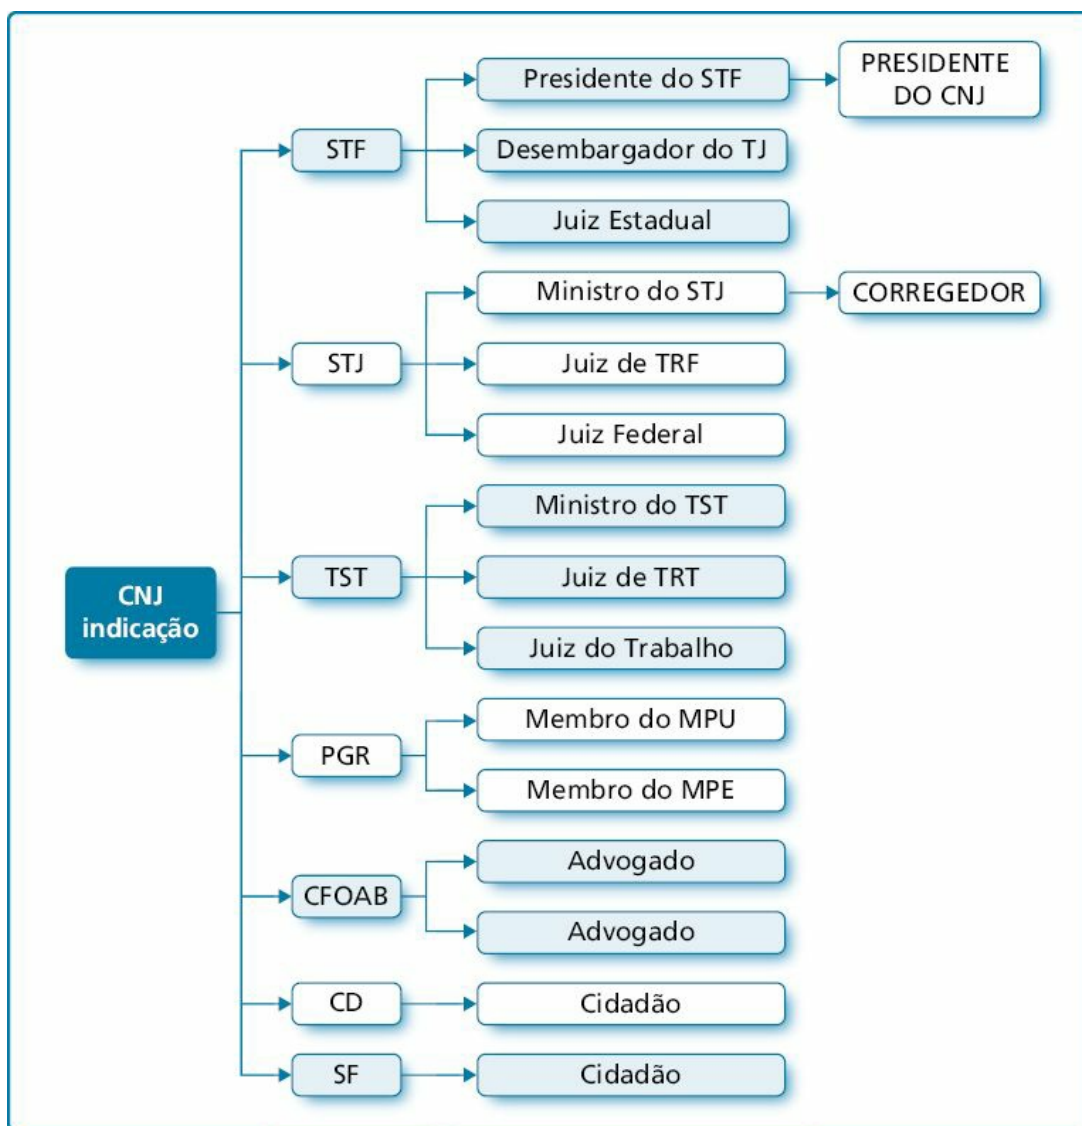 Presidente do STF
PRESIDENTE
DO CNJ
STF
Desembargador do TJ
Juiz Estadual
Ministro do STJ
CORREGEDOR
STJ
Juiz de TRF
Juiz Federal
Ministro do TST
CNJ
indicação
TST
Juiz de TRT
Juiz do Trabalho
PGR
Membro do MPU
Membro do MPE
CFOAB
Advogado
Advogado
CD
Cidadão
SF
Cidadão